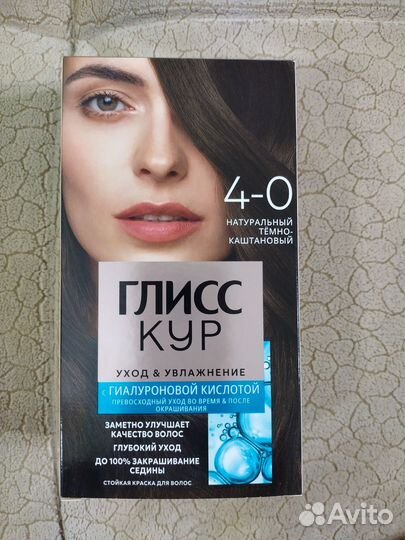 4-0
НАТУРАЛЬНЫЙ
ТЁМНО-
КАШТАНОВЫЙ
ГЛИСС
КУР
УХОД & УВЛАЖНЕНИЕ
с ГИАЛУРОНОВОЙ КИСЛОТОЙ
ПРЕВОСХОДНЫЙ УХОД ВО ВРЕМЯ & ПОСЛЕ
ОКРАШИВАНИЯ
ЗАМЕТНО УЛУЧШАЕТ
КАЧЕСТВО ВОЛОС
ГЛУБОКИЙ УХОД
ДО 100% ЗАКРАШИВАНИЕ
СЕДИНЫ
СТОЙКАЯ КРАСКА ДЛЯ ВОЛОС
Avito